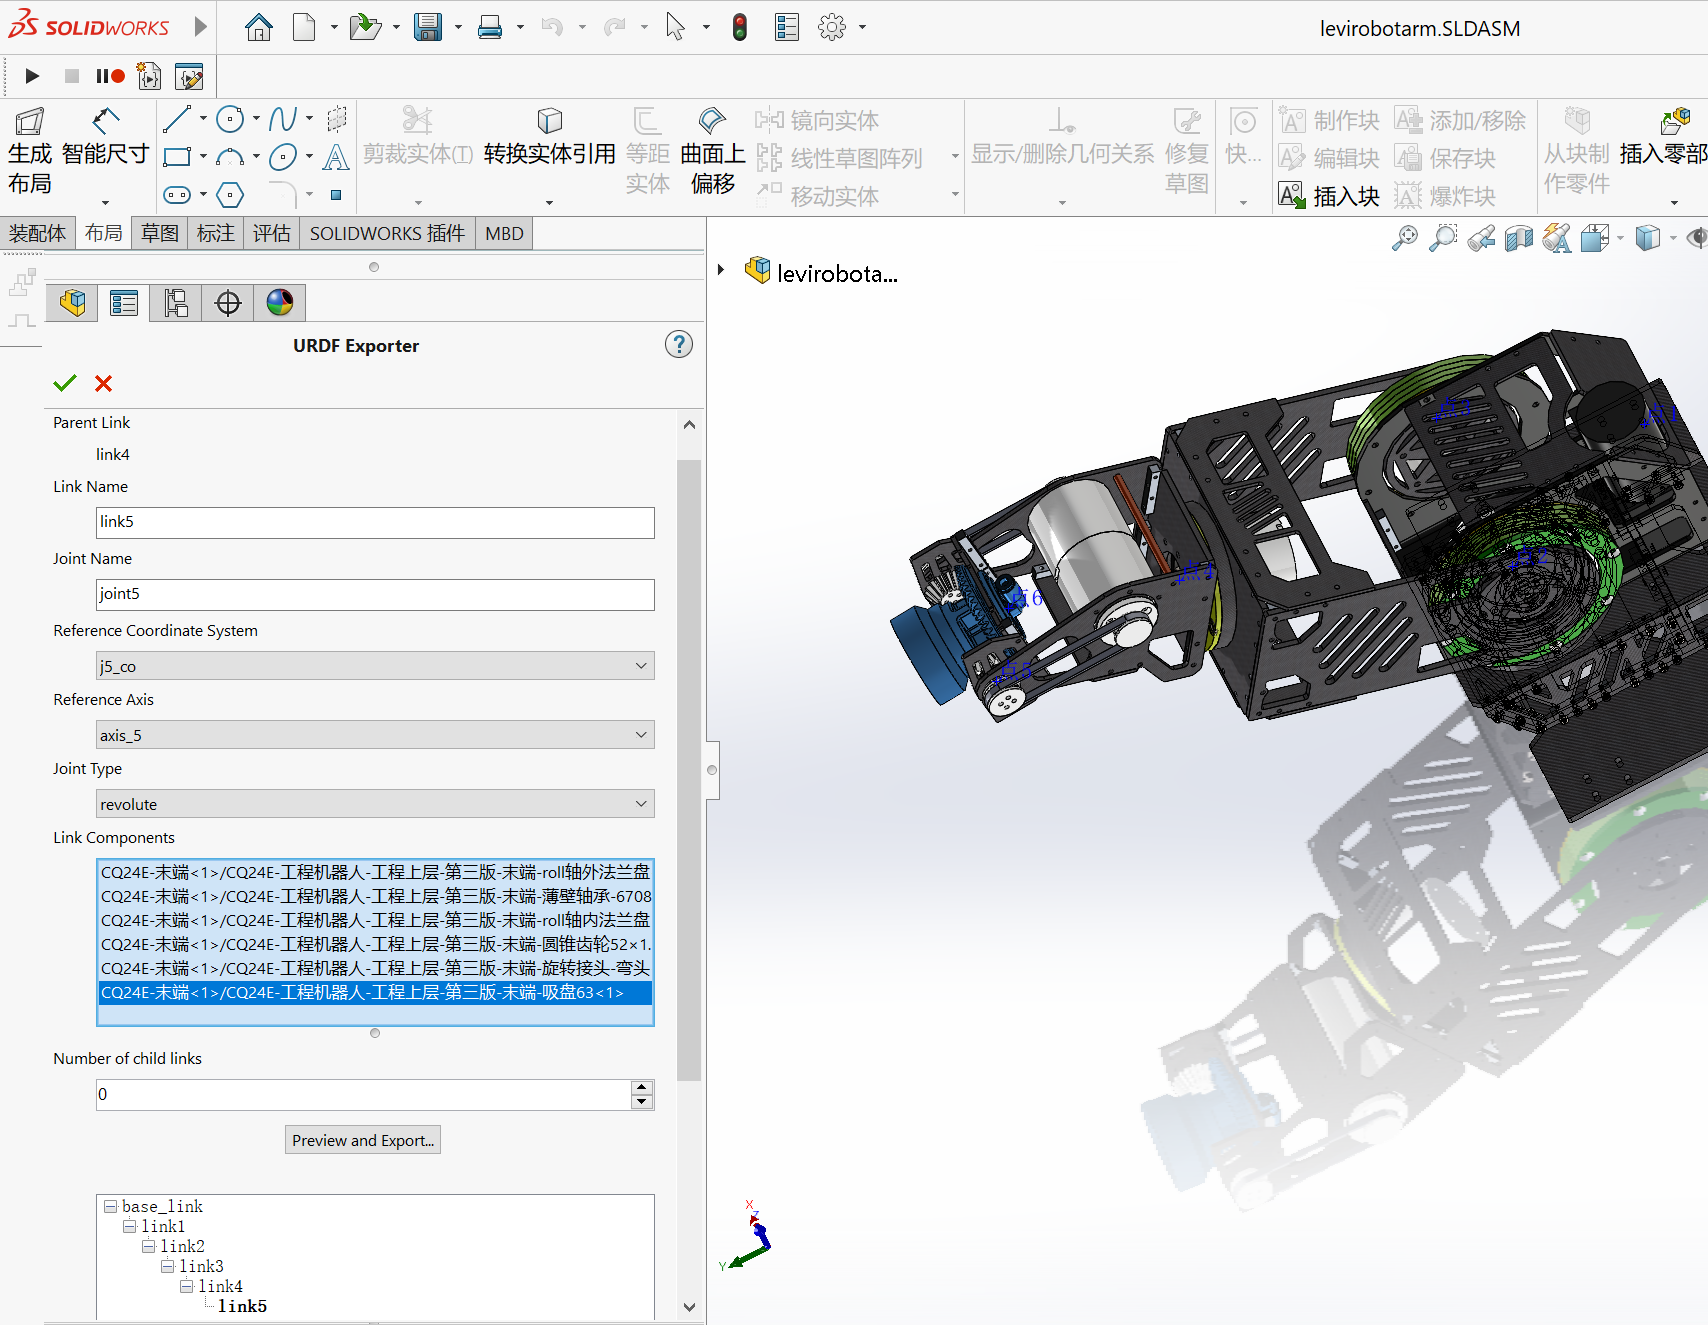 SOLIDWORKS
levirobotarm.SLDASM
生成布局
智能尺寸
剪裁实体(T)
转换实体引用
等距实体
曲面上偏移
镜向实体
线性草图阵列
移动实体
显示/删除几何关系
修复草图
快...
制作块
编辑块
插入块
添加/移除
保存块
爆炸块
从块制作零件
插入零部
装配体
布局
草图
标注
评估
SOLIDWORKS 插件
MBD
levirobota...
URDF Exporter
Parent Link
link4
Link Name
link5
Joint Name
joint5
Reference Coordinate System
j5_co
Reference Axis
axis_5
Joint Type
revolute
Link Components
CQ24E-末端<1>/CQ24E-工程机器人-工程上层-第三版-末端-roll轴外法兰盘
CQ24E-末端<1>/CQ24E-工程机器人-工程上层-第三版-末端-薄壁轴承-6708
CQ24E-末端<1>/CQ24E-工程机器人-工程上层-第三版-末端-roll轴内法兰盘
CQ24E-末端<1>/CQ24E-工程机器人-工程上层-第三版-末端-圆锥齿轮52×1.
CQ24E-末端<1>/CQ24E-工程机器人-工程上层-第三版-末端-旋转接头-弯头
CQ24E-末端<1>/CQ24E-工程机器人-工程上层-第三版-末端-吸盘63<1>
Number of child links
0
Preview and Export...
base_link
link1
link2
link3
link4
link5
点3
点1
点2
点4
点6
点5
X
Z
Y